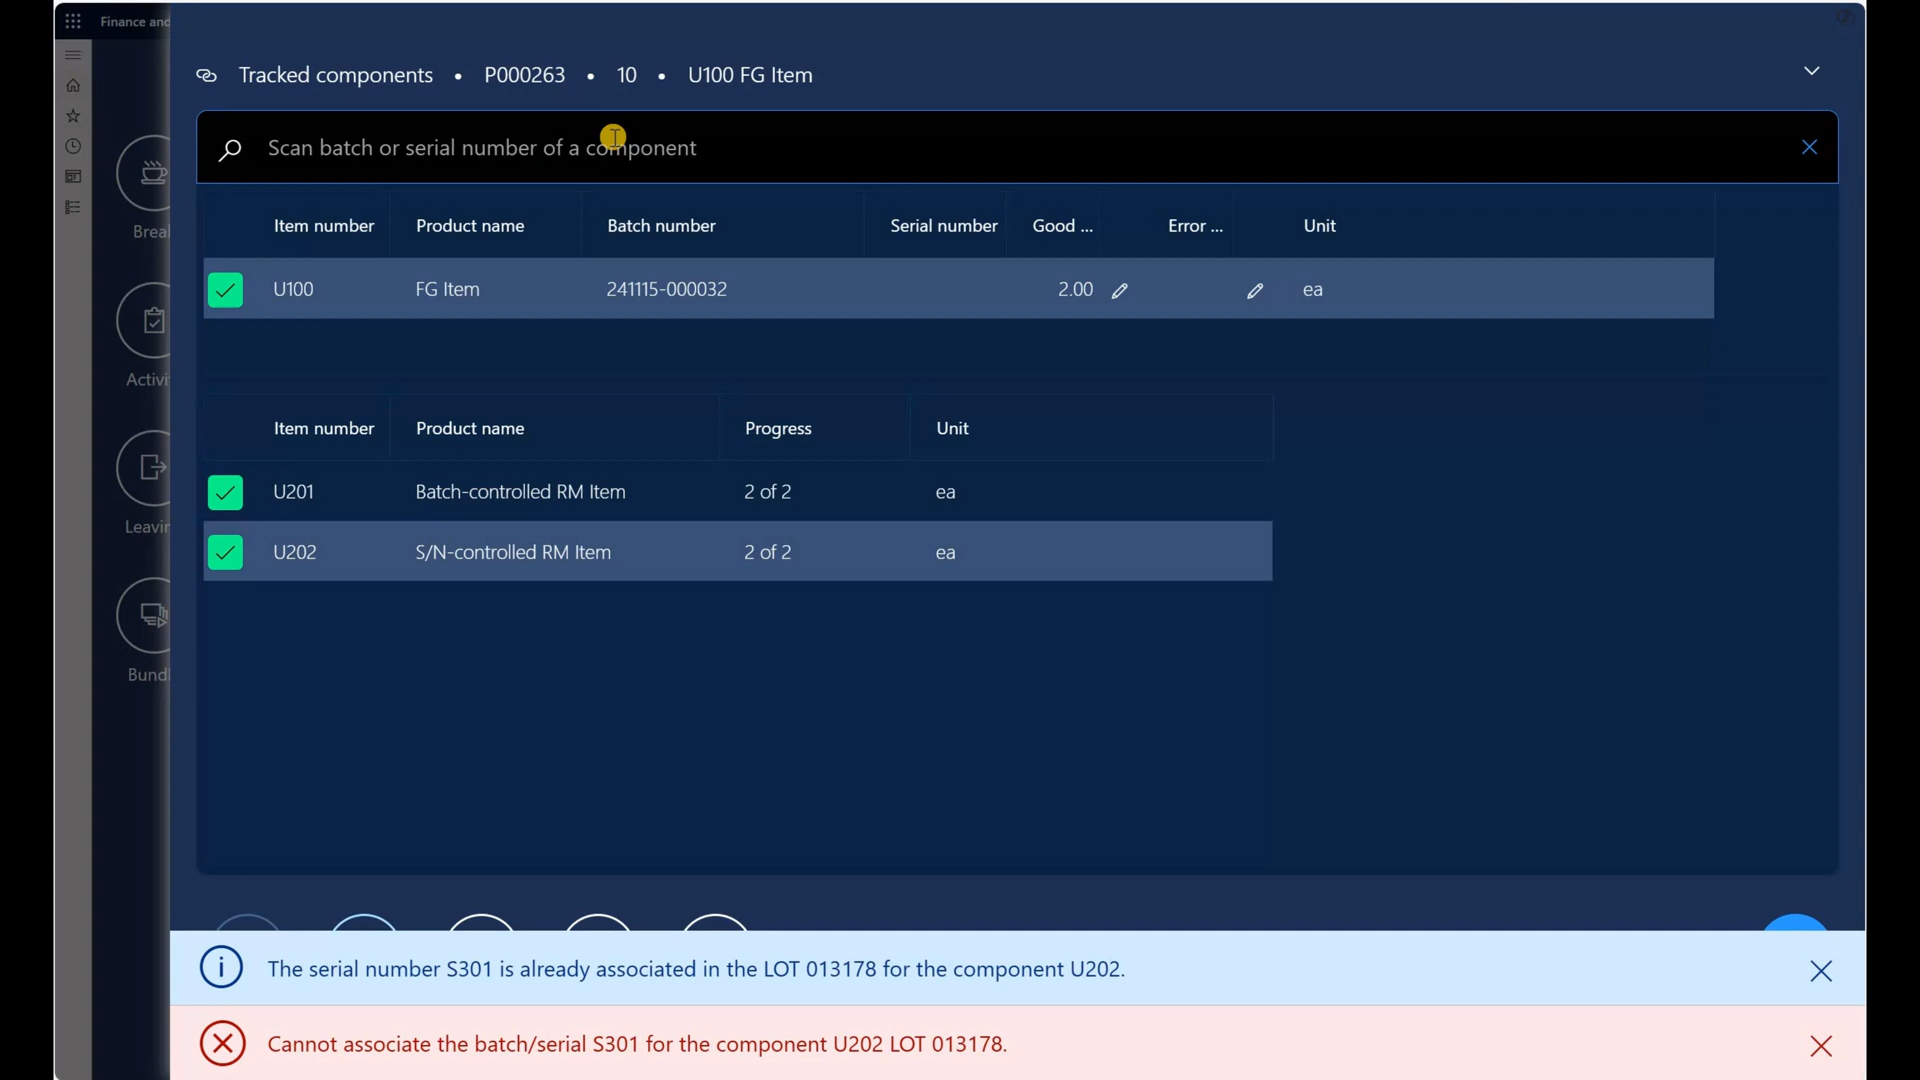 Finance and
Tracked components • P000263 • 10 • U100 FG Item
Scan batch or serial number of a component
Item number Product name Batch number Serial number Good ... Error ... Unit
U100 FG Item 241115-000032 2.00 ea
Item number Product name Progress Unit
U201 Batch-controlled RM Item 2 of 2 ea
U202 S/N-controlled RM Item 2 of 2 ea
Brea
Activi
Leavin
Bundl
The serial number S301 is already associated in the LOT 013178 for the component U202.
Cannot associate the batch/serial S301 for the component U202 LOT 013178.